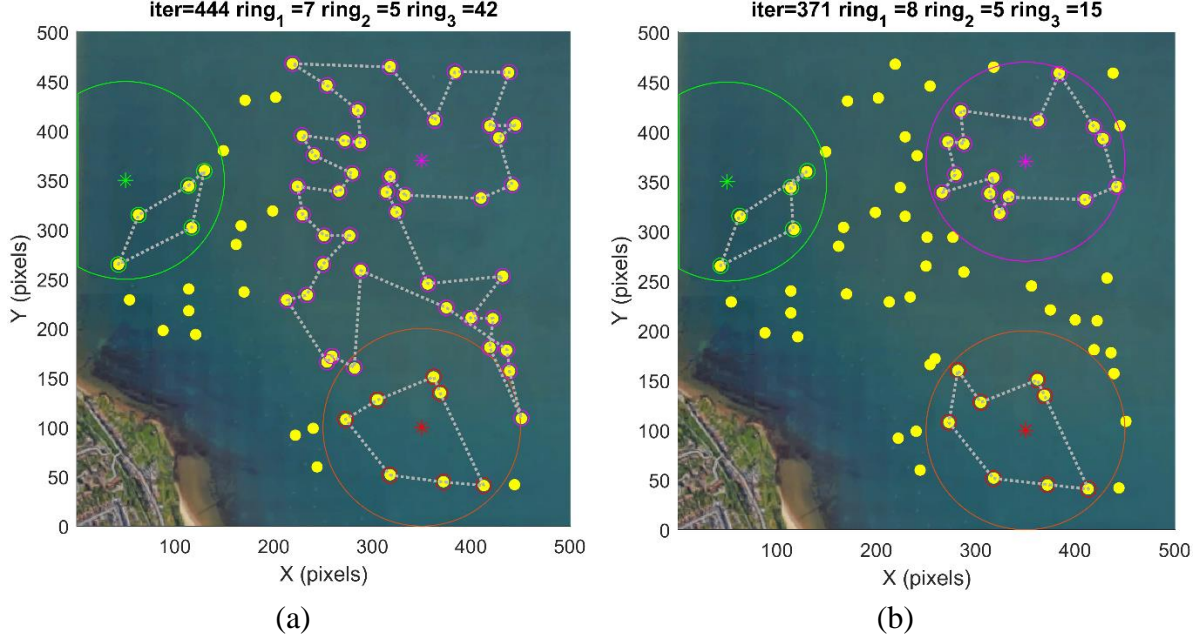 iter=444 ring1 =7 ring2 =5 ring3 =42
500
450
400
350
300
250
200
150
100
50
0
Y (pixels)
100 200 300 400 500
X (pixels)
(a)
iter=371 ring1 =8 ring2 =5 ring3 =15
500
450
400
350
300
250
200
150
100
50
0
Y (pixels)
100 200 300 400 500
X (pixels)
(b)